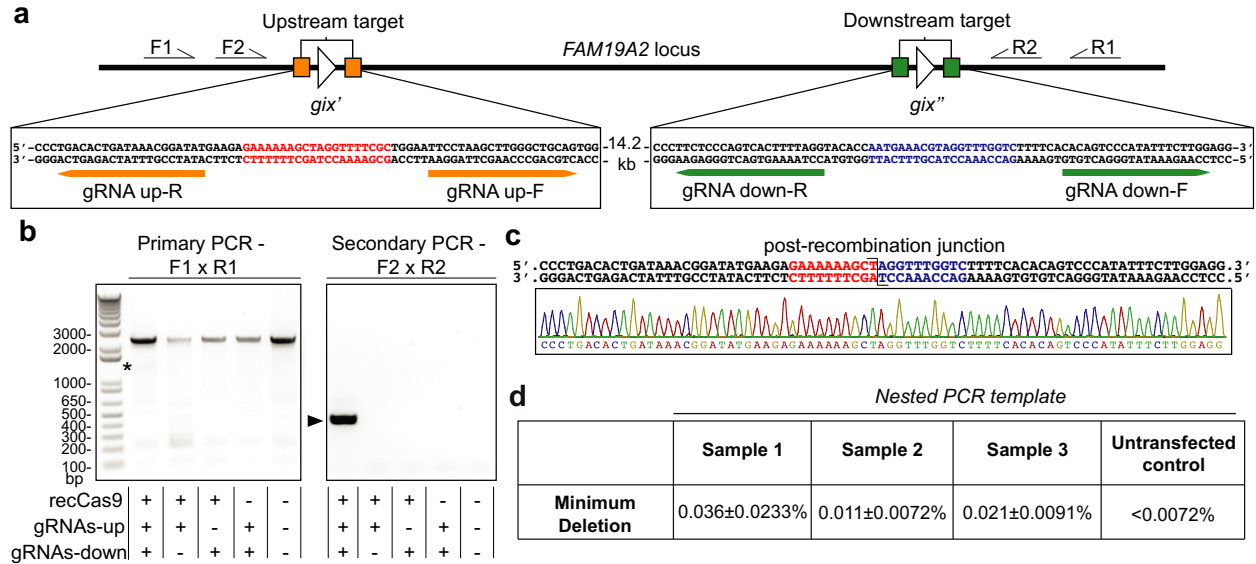 a
Upstream target
Downstream target
F1
F2
FAM19A2 locus
R2
R1
gix’
gix”
5’-CCCTGACACTGATAAACGGATATGAAGAGAAAAAAGCTAGGTTTTCGCTGGAATTCCTAAGCTTGGGCTGCAGTGG
3’-GGGACTGAGACTATTTGCCTATACTTCTCTTTTTTCGATCCAAAAGCGACCTTAAGGATTCGAACCCGACGTCACC
gRNA up-R
gRNA up-F
-14.2-
kb
CCCTTCTCCCAGTCACTTTTAGGTACACCAATGAAACGTAGGTTTGGTCTTTTCACACAGTCCCATATTTCTTGGAGG-3’
GGGAAGAGGGTCAGTGAAAATCCATGTGGTTACTTTGCATCCAAACCAGAAAAGTGTGTCAGGGTATAAAGAACCTCC-5’
gRNA down-R
gRNA down-F
b
Primary PCR -
F1 x R1
Secondary PCR -
F2 x R2
3000-
2000-
*
1000-
650-
500-
400-
300-
200-
100-
bp
recCas9 + + + - - + + + - -
gRNAs-up + + - + - + + - + -
gRNAs-down + - + + - + - + + -
c
post-recombination junction
5’.CCCTGACACTGATAAACGGATATGAAGAGAAAAAAGCTAGGTTTGGTCTTTTCACACAGTCCCATATTTCTTGGAGG.3’
3’.GGGACTGAGACTATTTGCCTATACTTCTCTTTTTTCGATCCAAACCAGAAAAGTGTGTCAGGGTATAAAGAACCTCC.5’
CCCTGACACTGATAAACGGATATGAAGAGAAAAAAGCTAGGTTTGGTCTTTTCACACAGTCCCATATTTCTTGGAGG
d
Nested PCR template
Sample 1
Sample 2
Sample 3
Untransfected control
Minimum Deletion
0.036±0.0233%
0.011±0.0072%
0.021±0.0091%
<0.0072%